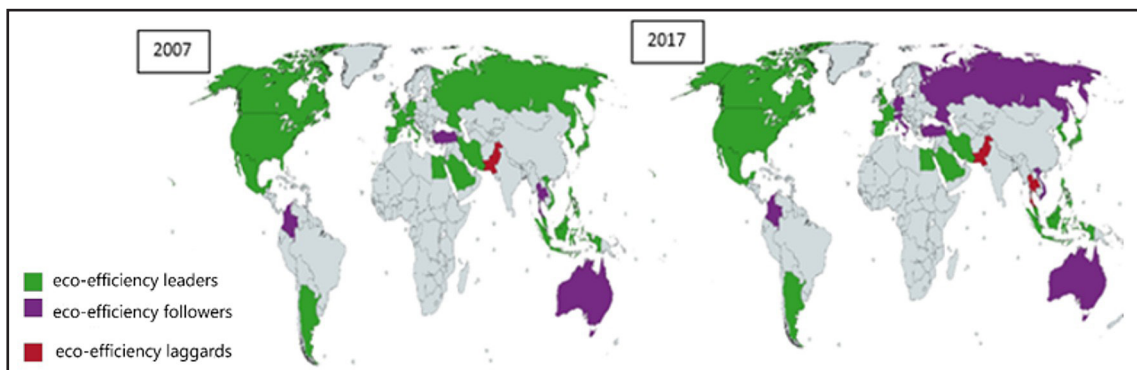 2007
2017
eco-efficiency leaders
eco-efficiency followers
eco-efficiency laggards